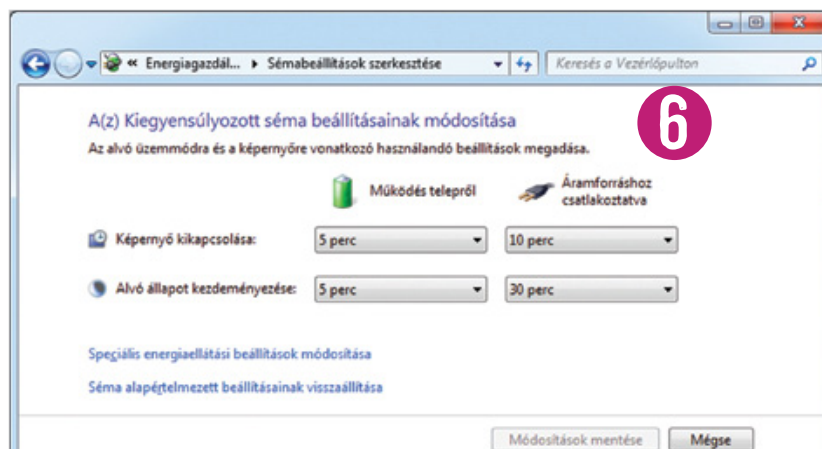 « Energiagazdál... ▸ Sémabeállítások szerkesztése
Keresés a Vezérlőpulton
A(z) Kiegyensúlyozott séma beállításainak módosítása
6
Az alvó üzemmódra és a képernyőre vonatkozó használandó beállítások megadása.
Működés telepről
Áramforráshoz
csatlakoztatva
Képernyő kikapcsolása: 5 perc 10 perc
Alvó állapot kezdeményezése: 5 perc 30 perc
Speciális energiaellátási beállítások módosítása
Séma alapértelmezett beállításainak visszaállítása
Módosítások mentése Mégse